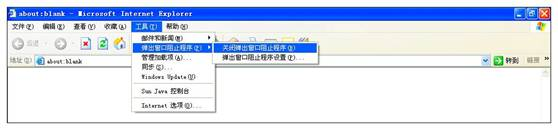 about:blank - Microsoft Internet Explorer
文件(F) 编辑(E) 查看(V) 收藏(A) 工具(T) 帮助(H)
后退
邮件和新闻(M)
弹出窗口阻止程序(P) 关闭弹出窗口阻止程序(B)
管理加载项(A)... 弹出窗口阻止程序设置(P)...
地址(D) about:blank 转到 链接
同步(S)...
Windows Update(U)
Sun Java 控制台
Internet 选项(O)...